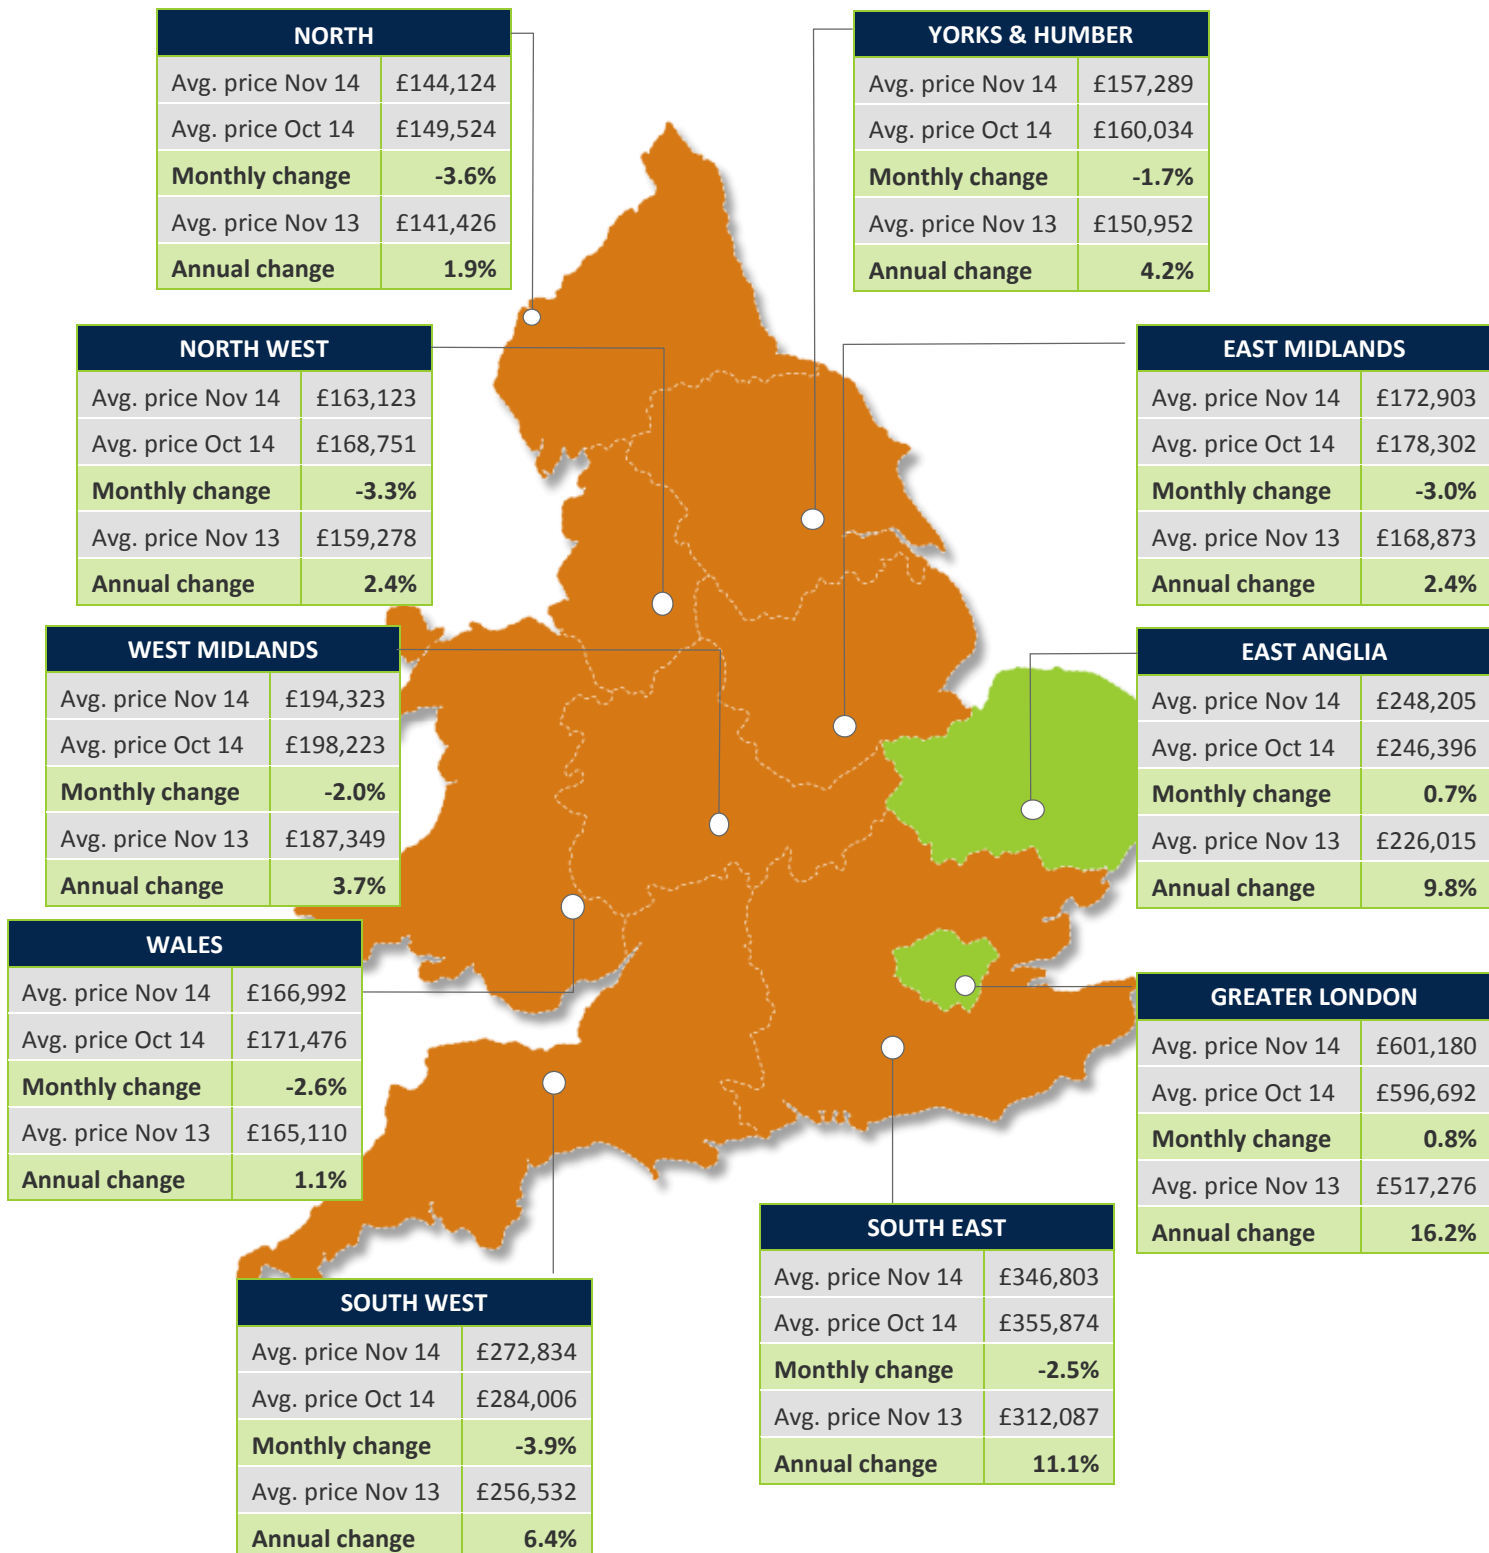 NORTH
Avg. price Nov 14 £144,124
Avg. price Oct 14 £149,524
Monthly change -3.6%
Avg. price Nov 13 £141,426
Annual change 1.9%
YORKS & HUMBER
Avg. price Nov 14 £157,289
Avg. price Oct 14 £160,034
Monthly change -1.7%
Avg. price Nov 13 £150,952
Annual change 4.2%
NORTH WEST
Avg. price Nov 14 £163,123
Avg. price Oct 14 £168,751
Monthly change -3.3%
Avg. price Nov 13 £159,278
Annual change 2.4%
EAST MIDLANDS
Avg. price Nov 14 £172,903
Avg. price Oct 14 £178,302
Monthly change -3.0%
Avg. price Nov 13 £168,873
Annual change 2.4%
WEST MIDLANDS
Avg. price Nov 14 £194,323
Avg. price Oct 14 £198,223
Monthly change -2.0%
Avg. price Nov 13 £187,349
Annual change 3.7%
EAST ANGLIA
Avg. price Nov 14 £248,205
Avg. price Oct 14 £246,396
Monthly change 0.7%
Avg. price Nov 13 £226,015
Annual change 9.8%
WALES
Avg. price Nov 14 £166,992
Avg. price Oct 14 £171,476
Monthly change -2.6%
Avg. price Nov 13 £165,110
Annual change 1.1%
GREATER LONDON
Avg. price Nov 14 £601,180
Avg. price Oct 14 £596,692
Monthly change 0.8%
Avg. price Nov 13 £517,276
Annual change 16.2%
SOUTH EAST
Avg. price Nov 14 £346,803
Avg. price Oct 14 £355,874
Monthly change -2.5%
Avg. price Nov 13 £312,087
Annual change 11.1%
SOUTH WEST
Avg. price Nov 14 £272,834
Avg. price Oct 14 £284,006
Monthly change -3.9%
Avg. price Nov 13 £256,532
Annual change 6.4%